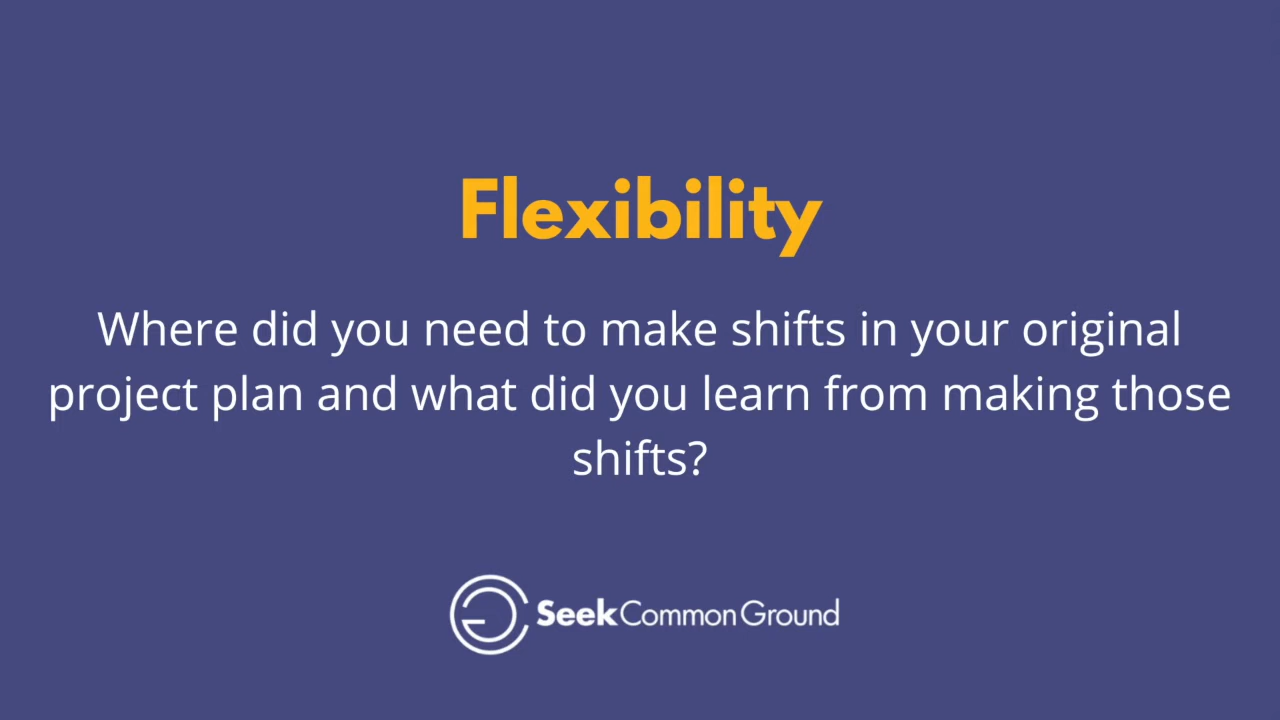 Flexibility
Where did you need to make shifts in your original
project plan and what did you learn from making those
shifts?
SeekCommonGround